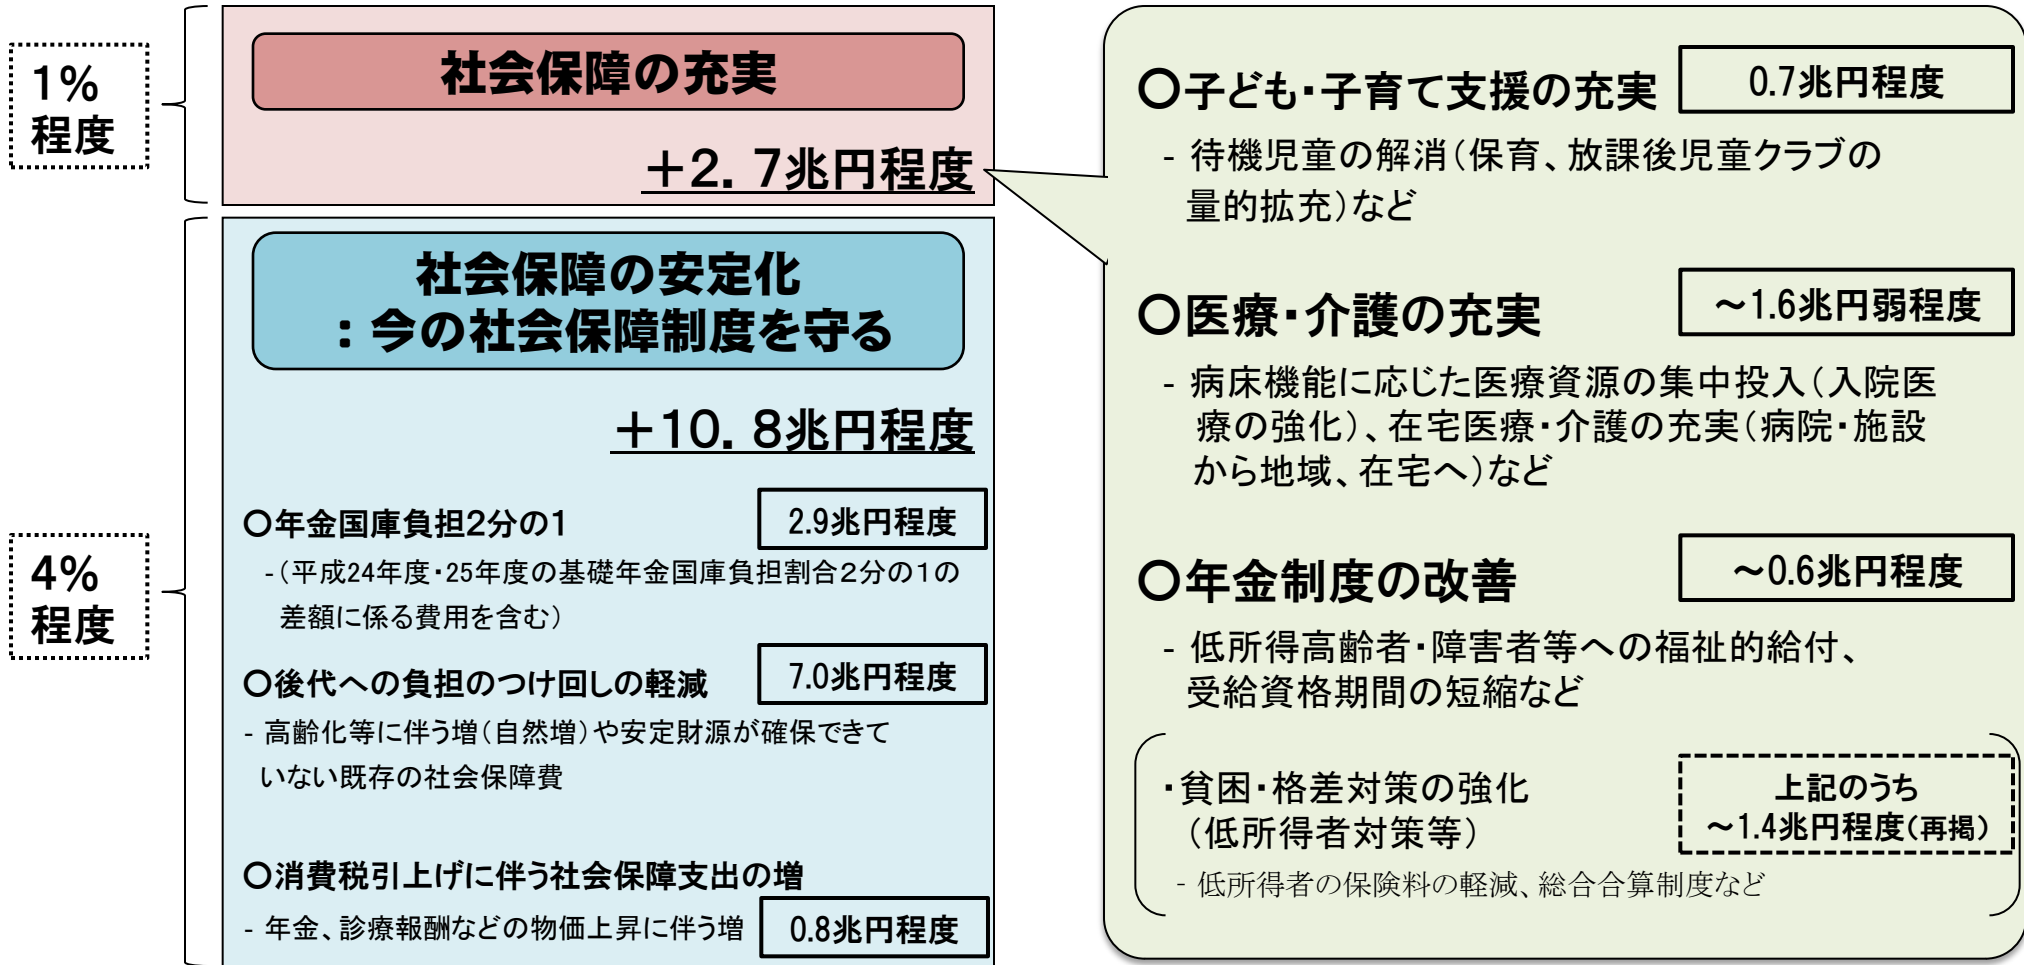 1%
程度
社会保障の充実
+2.7兆円程度
4%
程度
社会保障の安定化
:今の社会保障制度を守る
+10.8兆円程度
○年金国庫負担2分の1
2.9兆円程度
-(平成24年度・25年度の基礎年金国庫負担割合2分の1の
差額に係る費用を含む)
○後代への負担のつけ回しの軽減
7.0兆円程度
- 高齢化等に伴う増(自然増)や安定財源が確保できて
いない既存の社会保障費
○消費税引上げに伴う社会保障支出の増
- 年金、診療報酬などの物価上昇に伴う増
0.8兆円程度
○子ども・子育て支援の充実
0.7兆円程度
- 待機児童の解消(保育、放課後児童クラブの
量的拡充)など
○医療・介護の充実
~1.6兆円弱程度
- 病床機能に応じた医療資源の集中投入(入院医
療の強化)、在宅医療・介護の充実(病院・施設
から地域、在宅へ)など
○年金制度の改善
~0.6兆円程度
- 低所得高齢者・障害者等への福祉的給付、
受給資格期間の短縮など
・貧困・格差対策の強化
(低所得者対策等)
上記のうち
~1.4兆円程度(再掲)
- 低所得者の保険料の軽減、総合合算制度など